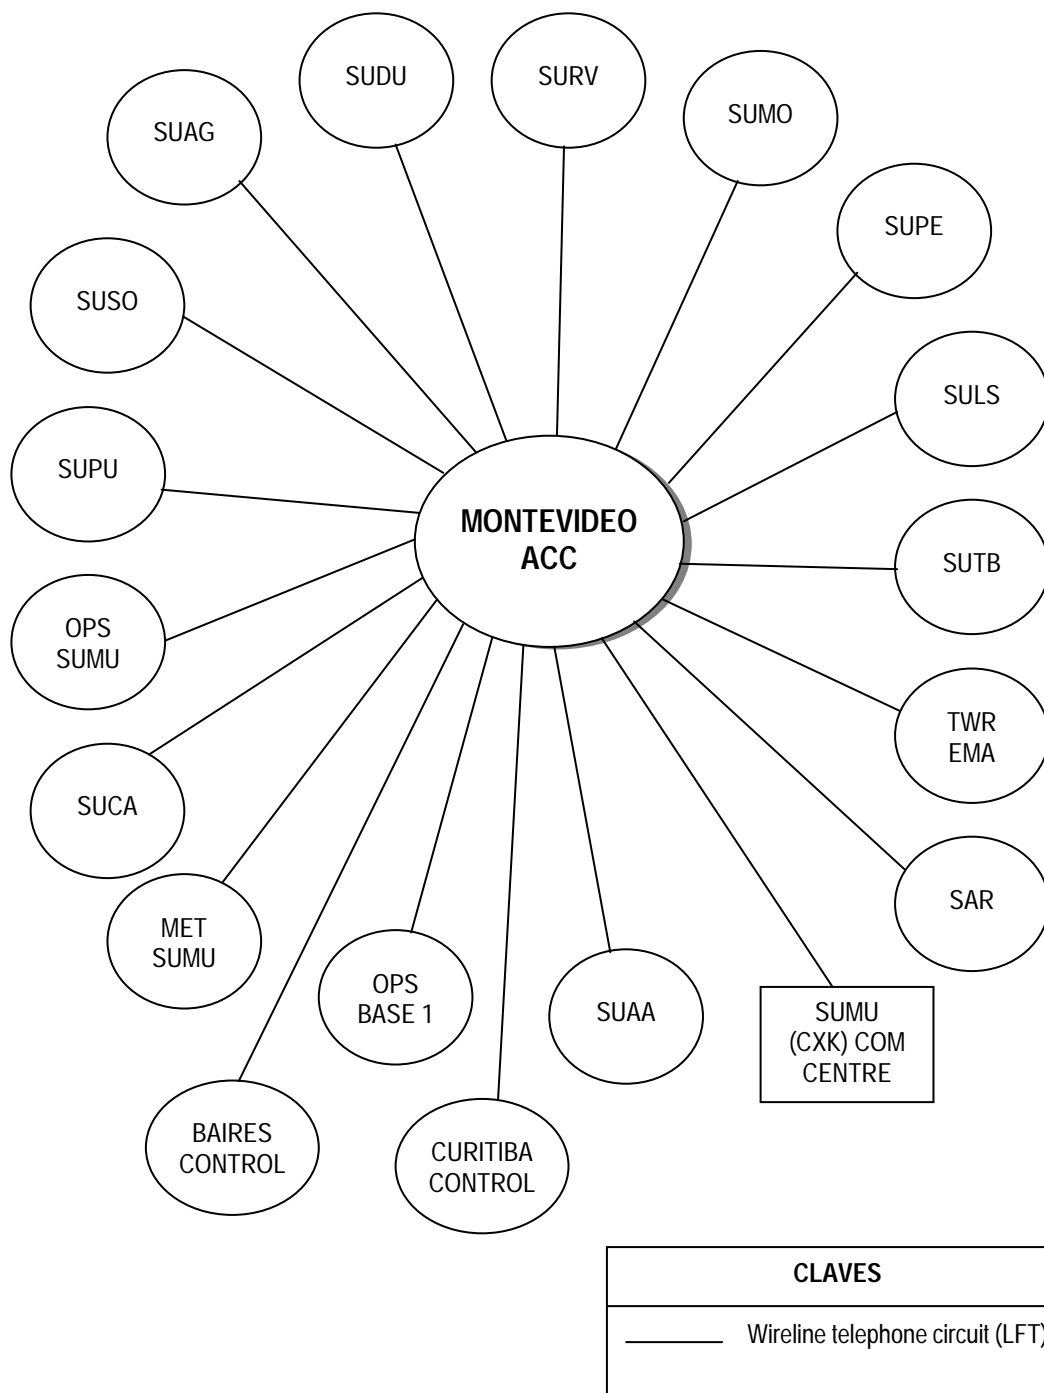 SUDU
SURV
SUMO
SUAG
SUPE
SUSO
SULS
SUPU
MONTEVIDEO
ACC
SUTB
OPS
SUMU
TWR
EMA
SUCA
SAR
MET
SUMU
OPS
BASE 1
SUAA
SUMU
(CXK) COM
CENTRE
BAIRES
CONTROL
CURITIBA
CONTROL
CLAVES
Wireline telephone circuit (LFT)